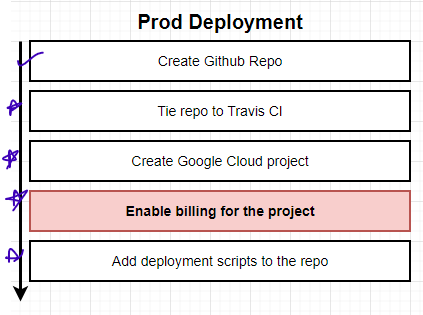 Prod Deployment
Create Github Repo
Tie repo to Travis CI
Create Google Cloud project
Enable billing for the project
Add deployment scripts to the repo